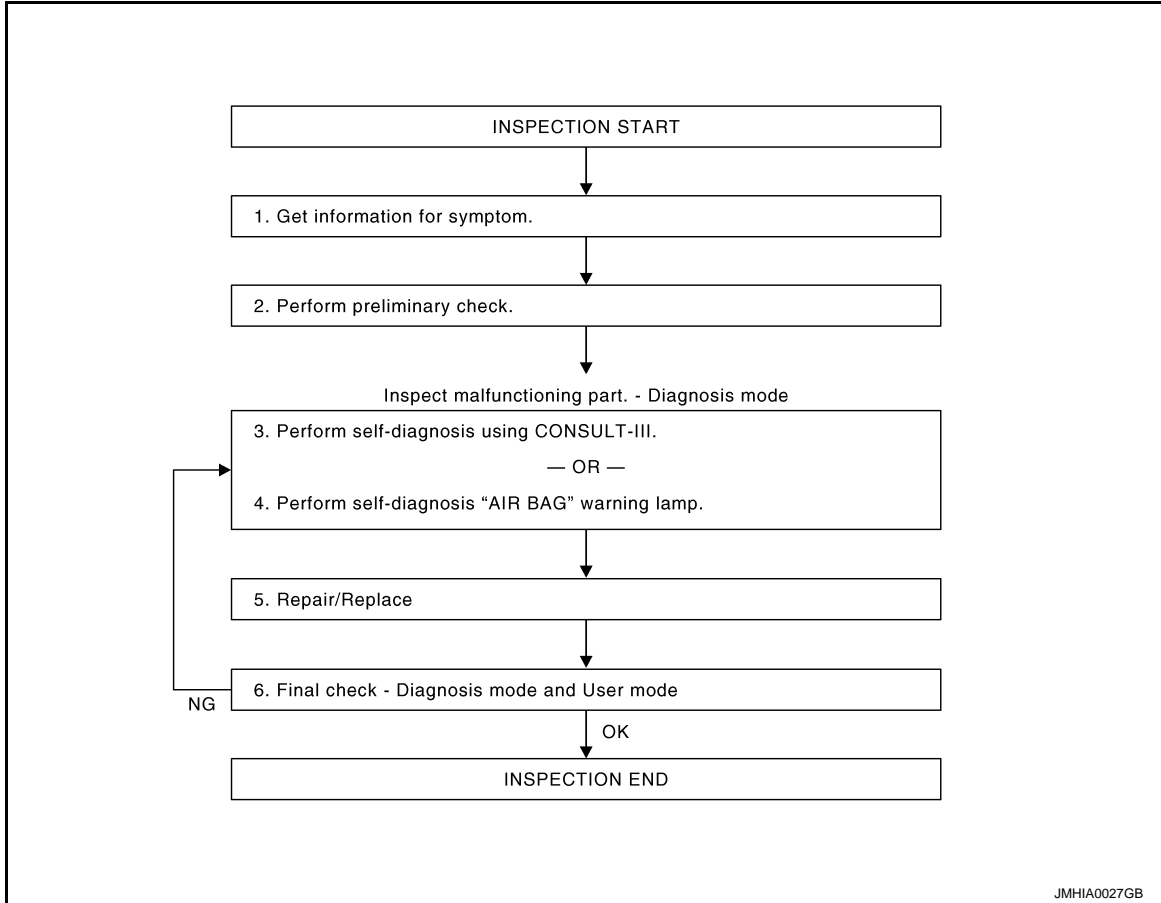 INSPECTION START
1. Get information for symptom.
2. Perform preliminary check.
Inspect malfunctioning part. - Diagnosis mode
3. Perform self-diagnosis using CONSULT-III.
— OR —
4. Perform self-diagnosis “AIR BAG” warning lamp.
5. Repair/Replace
6. Final check - Diagnosis mode and User mode
NG
OK
INSPECTION END
JMHIA0027GB